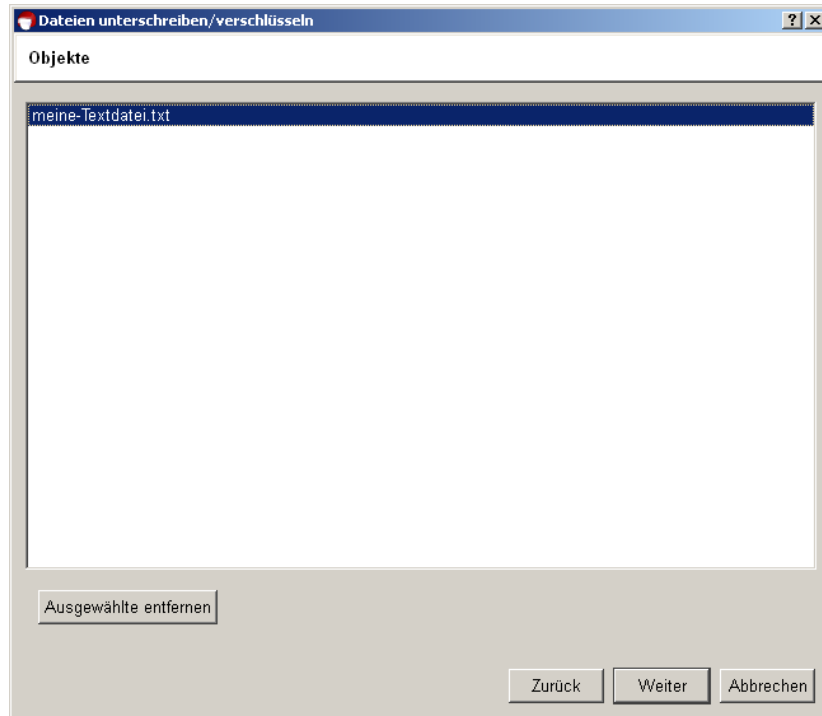 Dateien unterschreiben/verschlüsseln
Objekte
meine-Textdatei.txt
Ausgewählte entfernen
Zurück Weiter Abbrechen